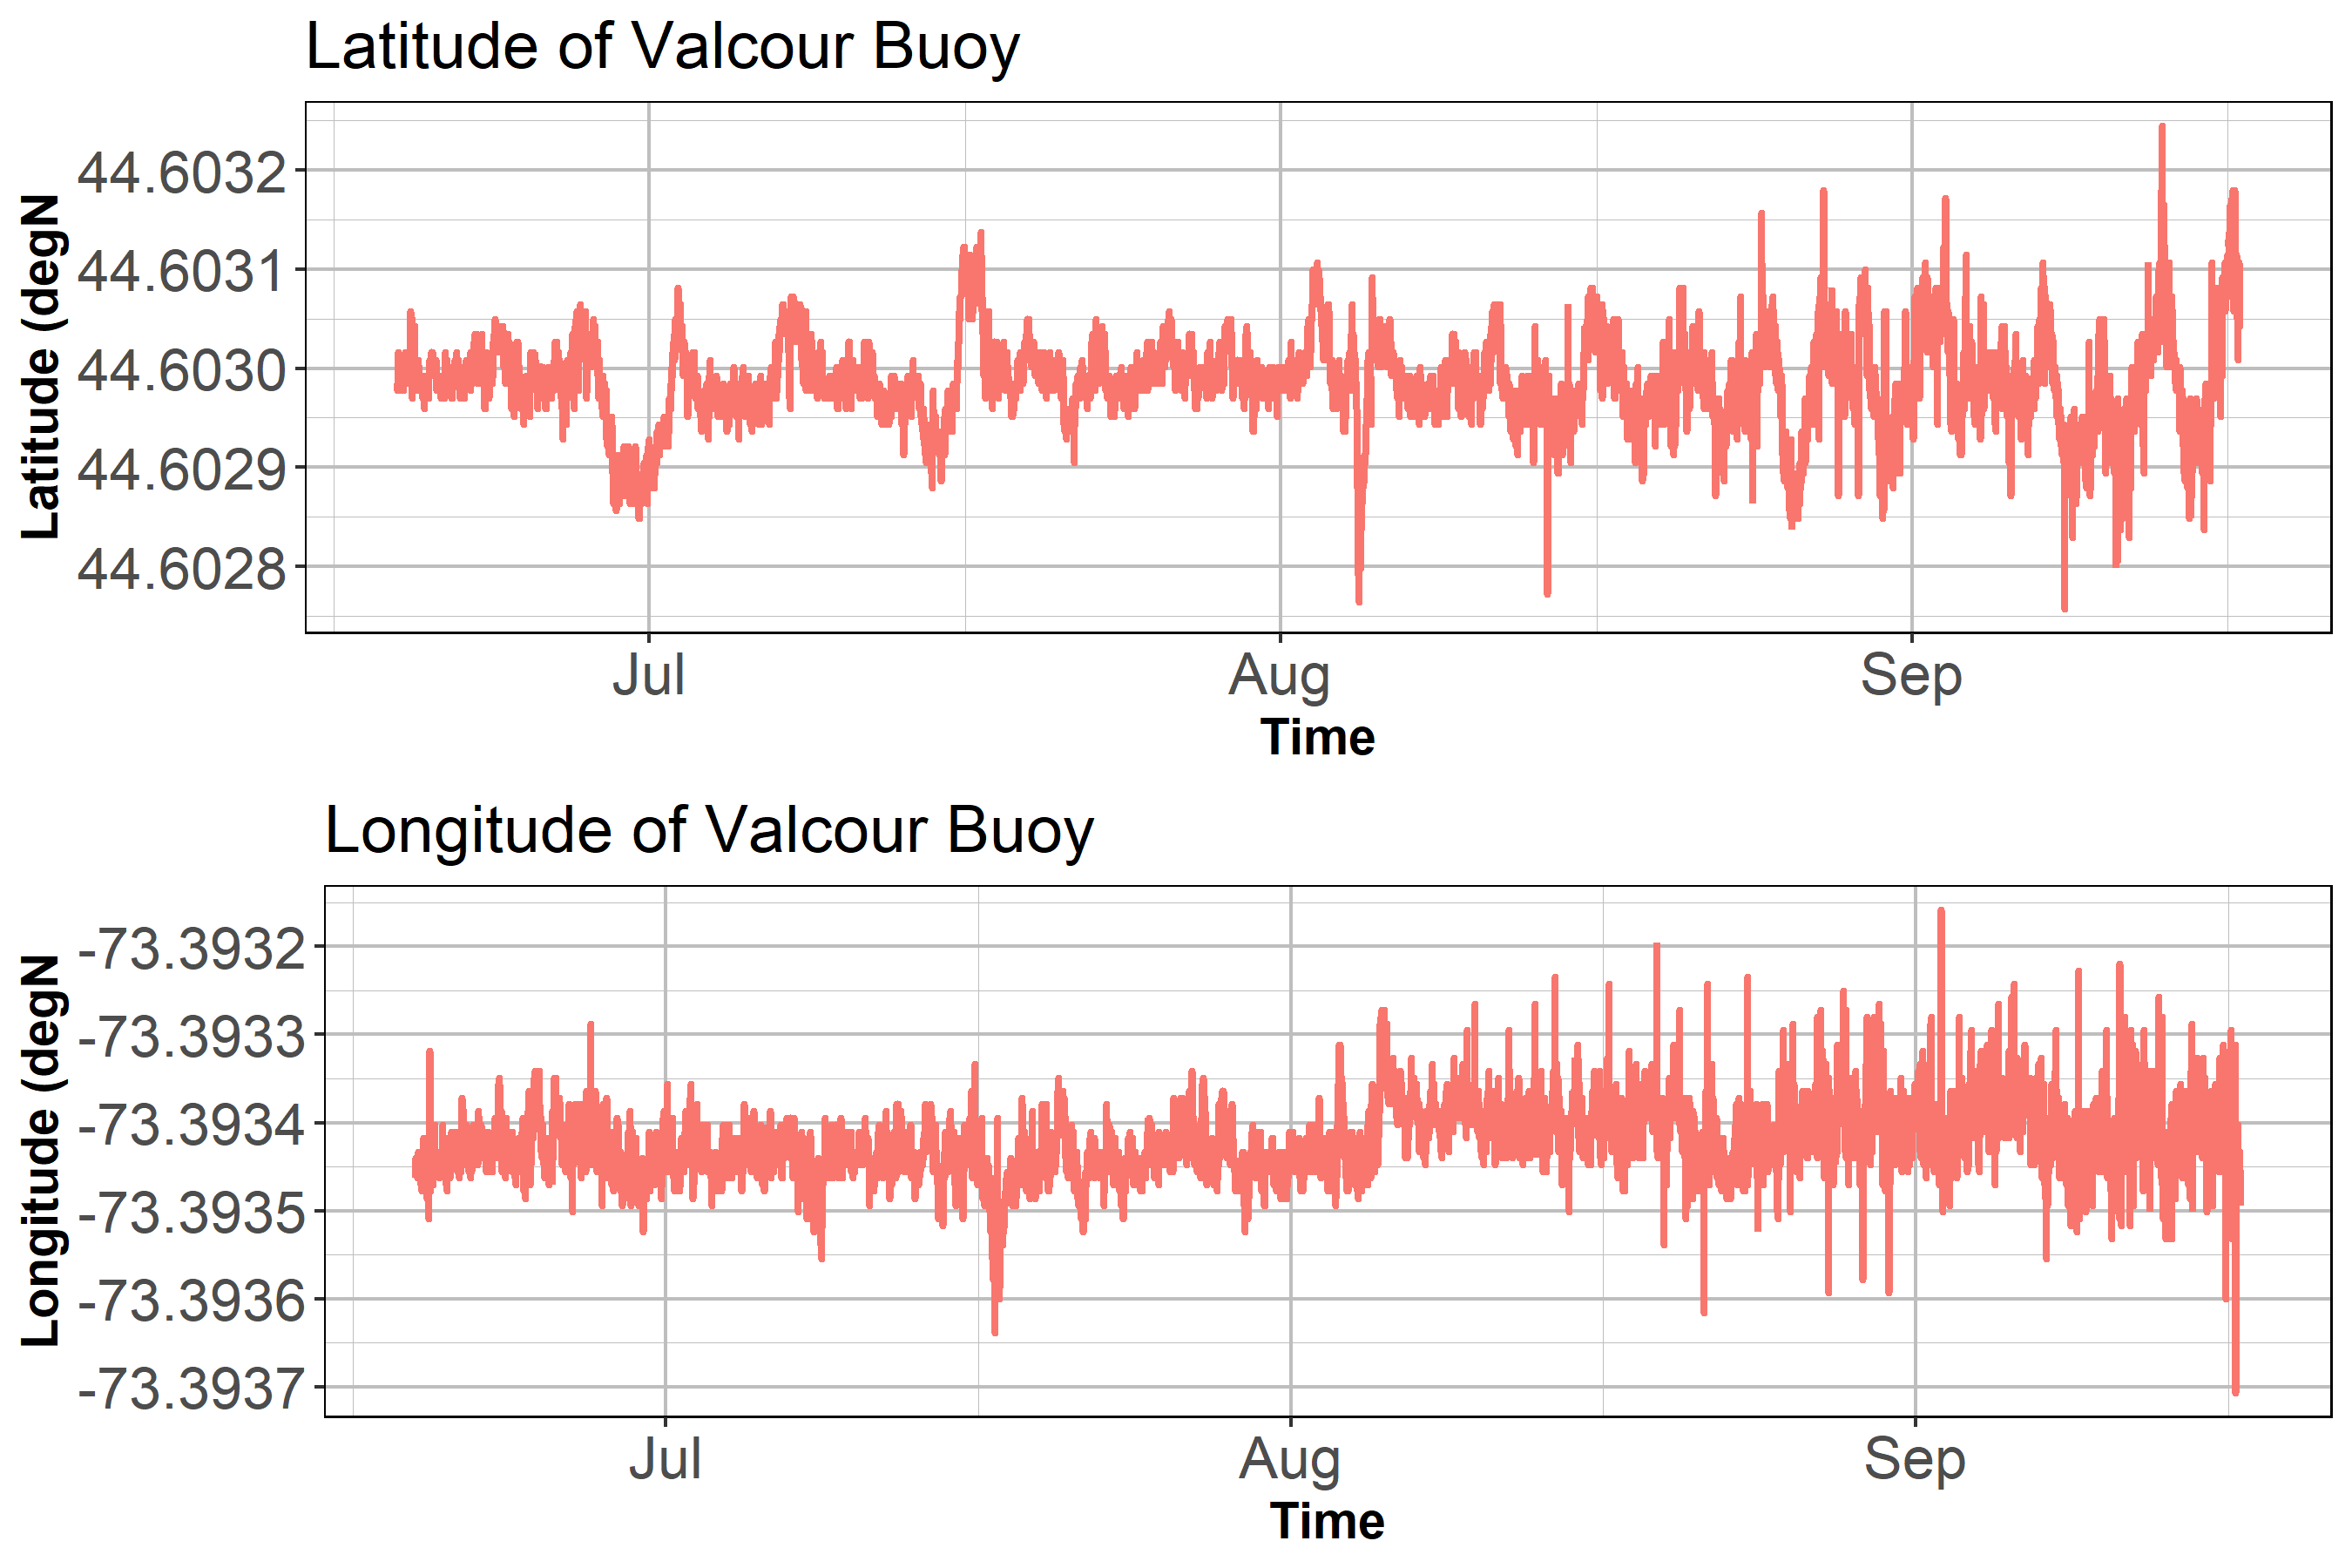 Latitude of Valcour Buoy
Latitude (degN
44.6032
44.6031
44.6030
44.6029
44.6028
Jul Aug Sep
Time
Longitude of Valcour Buoy
Longitude (degN
-73.3932
-73.3933
-73.3934
-73.3935
-73.3936
-73.3937
Jul Aug Sep
Time